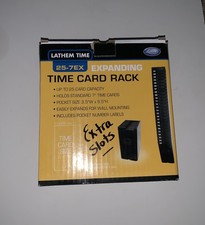 LATHEM TIME
25-7EX EXPANDING
TIME CARD RACK
• UP TO 25 CARD CAPACITY
• HOLDS STANDARD 7" TIME CARDS
• EASILY EXPANDED FOR WALL MOUNTING
• INCLUDES POCKET NUMBER LABELS
Extra
Slots